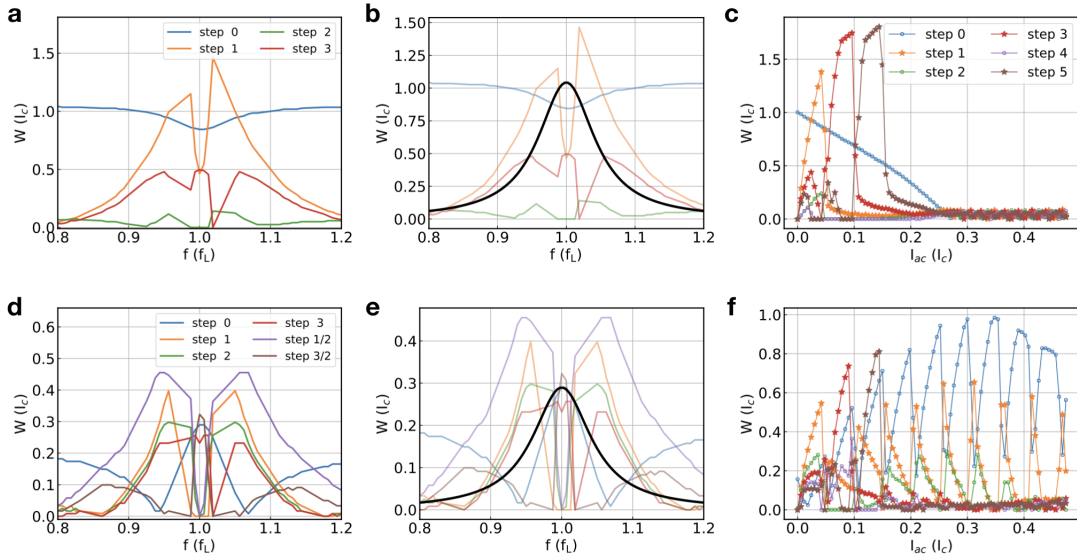 a
b
c
step 0
step 1
step 2
step 3
W (I_c)
1.5
1.0
0.5
0.0
0.8 0.9 1.0 1.1 1.2
f (f_L)
W (I_c)
1.50
1.25
1.00
0.75
0.50
0.25
0.00
0.8 0.9 1.0 1.1 1.2
f (f_L)
step 0
step 1
step 2
step 3
step 4
step 5
W (I_c)
1.5
1.0
0.5
0.0
0.0 0.1 0.2 0.3 0.4
I_ac (I_c)
d
e
f
step 0
step 1
step 2
step 3
step 1/2
step 3/2
W (I_c)
0.6
0.5
0.4
0.3
0.2
0.1
0.0
0.8 0.9 1.0 1.1 1.2
f (f_L)
W (I_c)
0.4
0.3
0.2
0.1
0.0
0.8 0.9 1.0 1.1 1.2
f (f_L)
W (I_c)
1.0
0.8
0.6
0.4
0.2
0.0
0.0 0.1 0.2 0.3 0.4
I_ac (I_c)